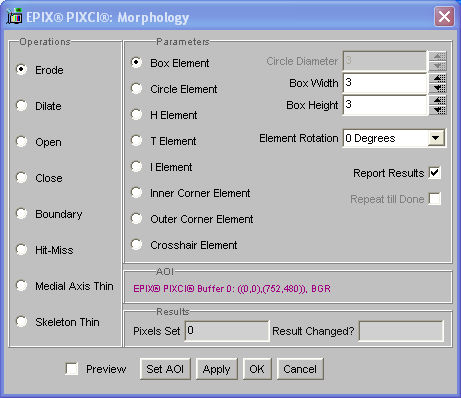 EPIX® PIXCI®: Morphology
Operations
Erode
Dilate
Open
Close
Boundary
Hit-Miss
Medial Axis Thin
Skeleton Thin
Parameters
Box Element
Circle Element
H Element
T Element
I Element
Inner Corner Element
Outer Corner Element
Crosshair Element
Circle Diameter 3
Box Width 3
Box Height 3
Element Rotation 0 Degrees
Report Results
Repeat till Done
AOI
EPIX® PIXCI® Buffer 0: ((0,0),(752,480)), BGR
Results
Pixels Set 0 Result Changed?
Preview Set AOI Apply OK Cancel